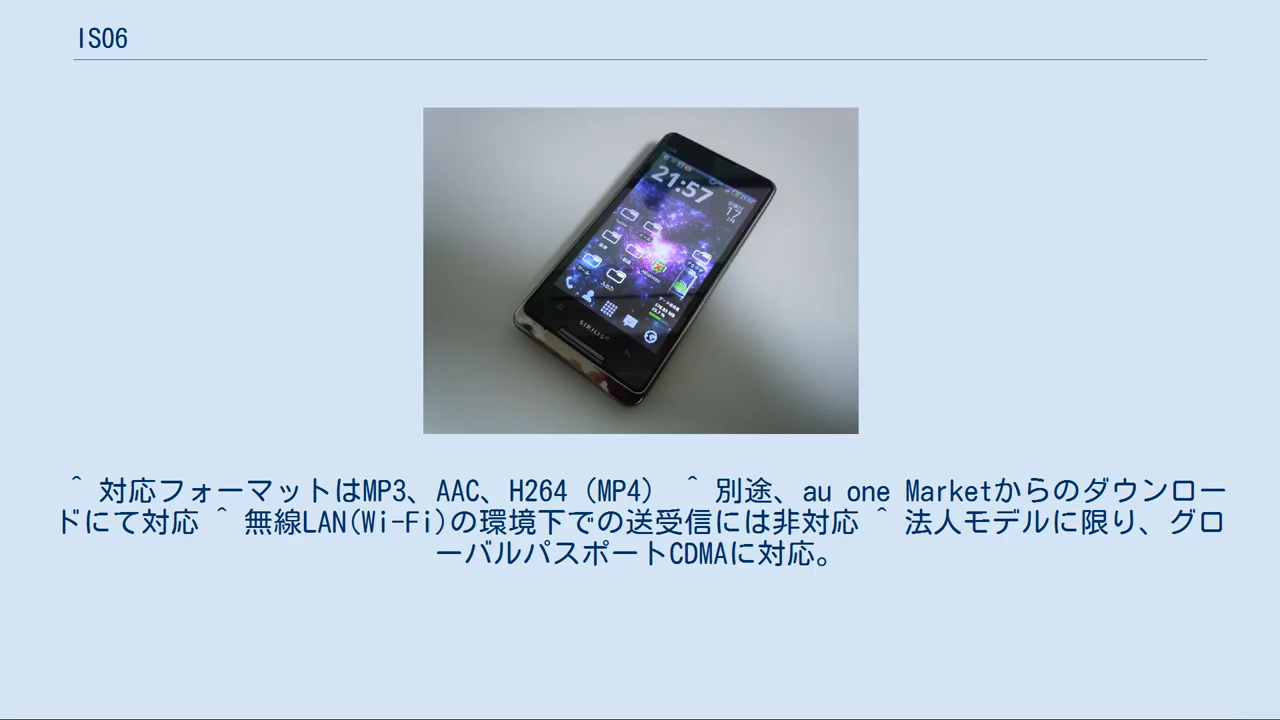 IS06
21:57
17
SIRIUSα
^ 対応フォーマットはMP3、AAC、H264（MP4） ^ 別途、au one Marketからのダウンロー
ドにて対応 ^ 無線LAN(Wi-Fi)の環境下での送受信には非対応 ^ 法人モデルに限り、グロ
ーバルパスポートCDMAに対応。